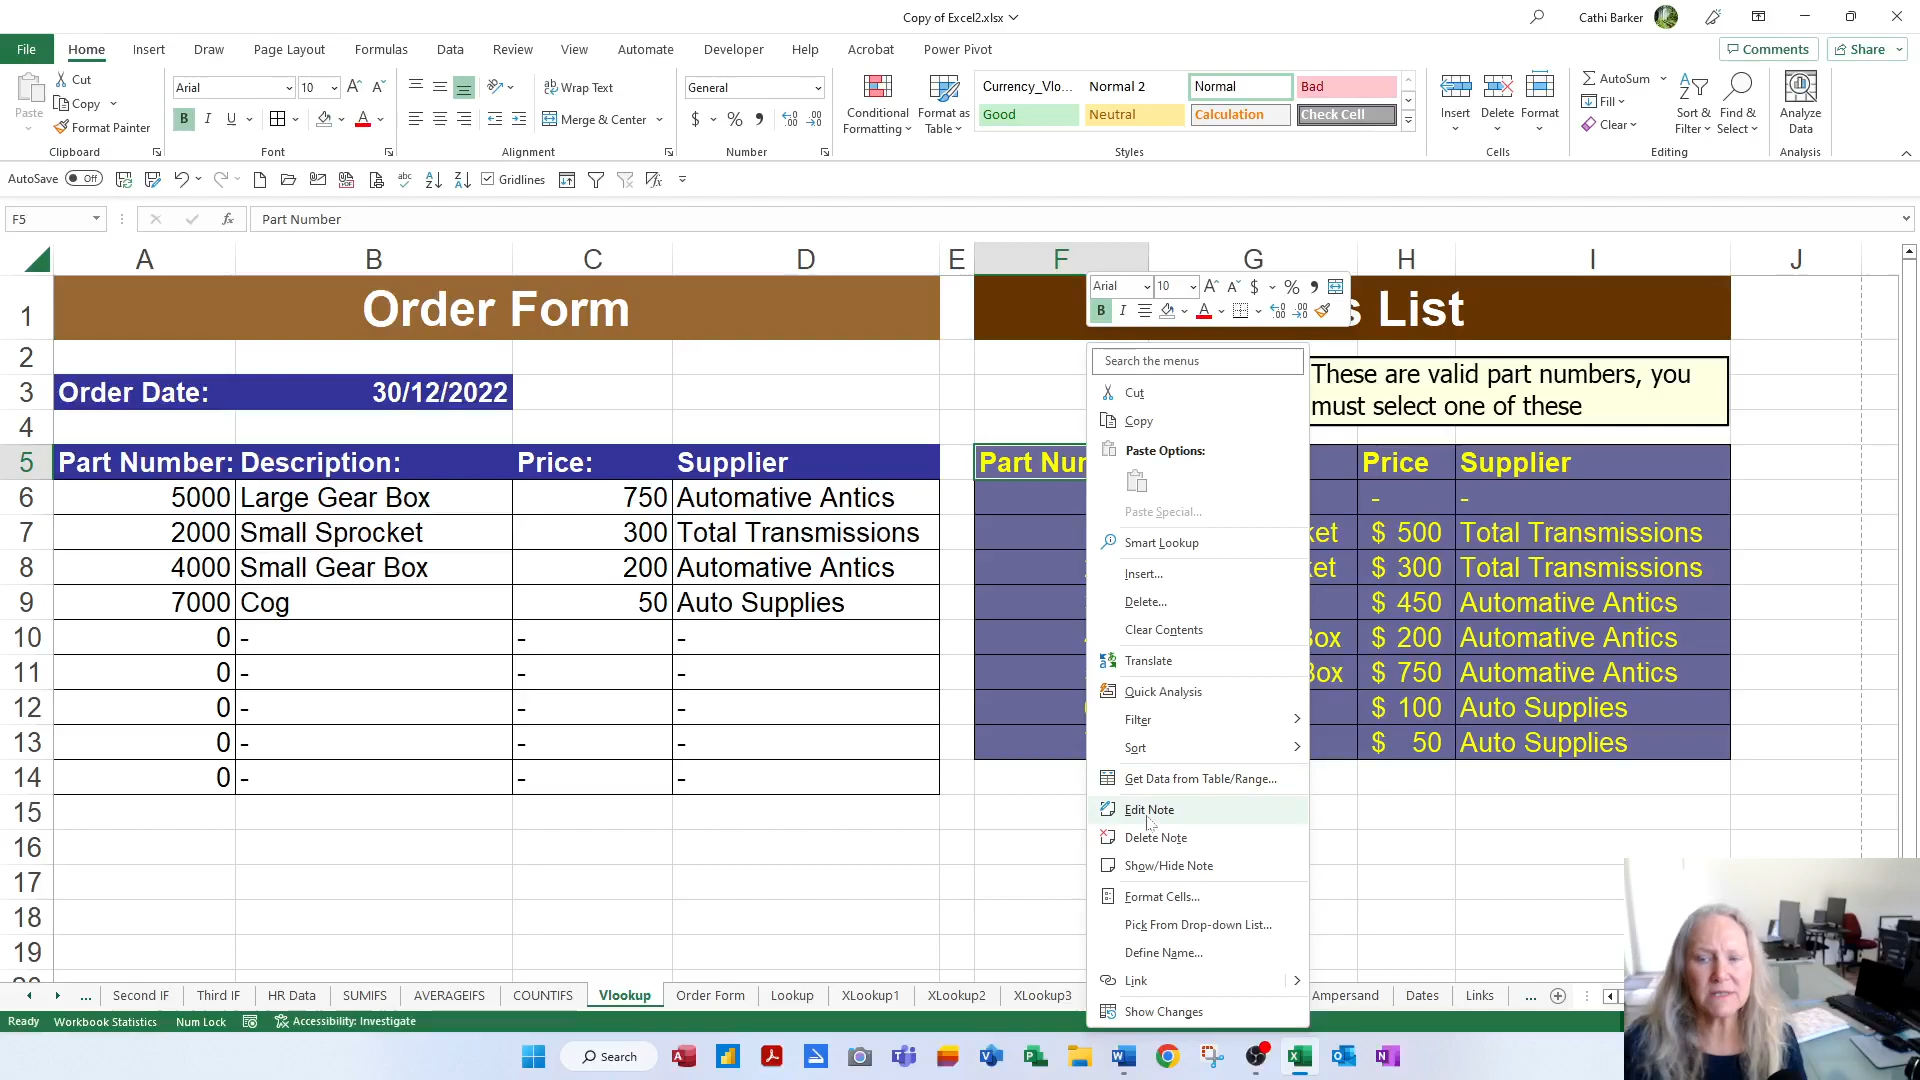 Copy of Excel2.xlsx
Cathi Barker
File Home Insert Draw Page Layout Formulas Data Review View Automate Developer Help Acrobat Power Pivot
Comments Share
Paste Cut
Copy
Format Painter
Clipboard
Arial 10
B I U
Font
Wrap Text
Merge & Center
Alignment
General
$ % ,
Number
Conditional Formatting
Format as Table
Currency_Vlo... Normal 2 Normal Bad
Good Neutral Calculation Check Cell
Styles
Insert Delete Format
Cells
AutoSum
Fill
Clear
Sort & Filter
Find & Select
Editing
Analyze Data
Analysis
AutoSave Off
Gridlines
F5 fx Part Number
A B C D E F G H I J
1 Order Form s List
2
3 Order Date: 30/12/2022
These are valid part numbers, you
must select one of these
4
5 Part Number: Description: Price: Supplier Part Nur Price Supplier
6 5000 Large Gear Box 750 Automative Antics - -
7 2000 Small Sprocket 300 Total Transmissions ket $ 500 Total Transmissions
8 4000 Small Gear Box 200 Automative Antics ket $ 300 Total Transmissions
9 7000 Cog 50 Auto Supplies $ 450 Automative Antics
10 0 - - - Box $ 200 Automative Antics
11 0 - - - Box $ 750 Automative Antics
12 0 - - - $ 100 Auto Supplies
13 0 - - - $ 50 Auto Supplies
14 0 - - -
15
16
17
18
19
Arial 10 A A $ % ,
B I A
Search the menus
Cut
Copy
Paste Options:
Paste Special...
Smart Lookup
Insert...
Delete...
Clear Contents
Translate
Quick Analysis
Filter
Sort
Get Data from Table/Range...
Edit Note
Delete Note
Show/Hide Note
Format Cells...
Pick From Drop-down List...
Define Name...
Link
Show Changes
... Second IF Third IF HR Data SUMIFS AVERAGEIFS COUNTIFS Vlookup Order Form Lookup XLookup1 XLookup2 XLookup3 Ampersand Dates Links ...
Ready Workbook Statistics Num Lock Accessibility: Investigate
Search